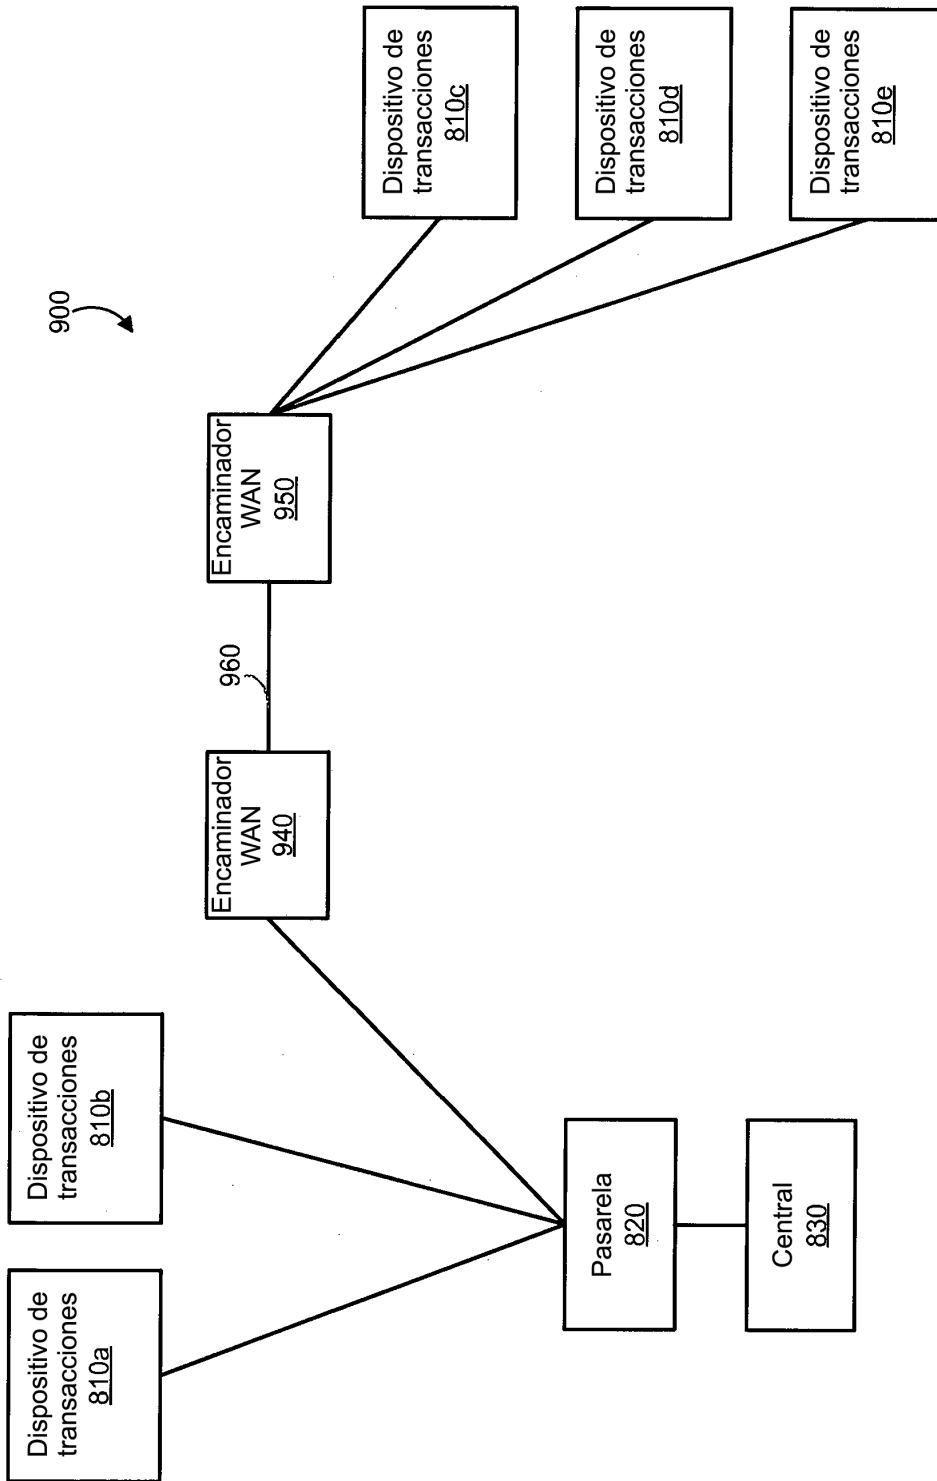 900
Dispositivo de
transacciones
810a
Dispositivo de
transacciones
810b
Encaminador
WAN
940
960
Encaminador
WAN
950
Dispositivo de
transacciones
810c
Dispositivo de
transacciones
810d
Dispositivo de
transacciones
810e
Pasarela
820
Central
830